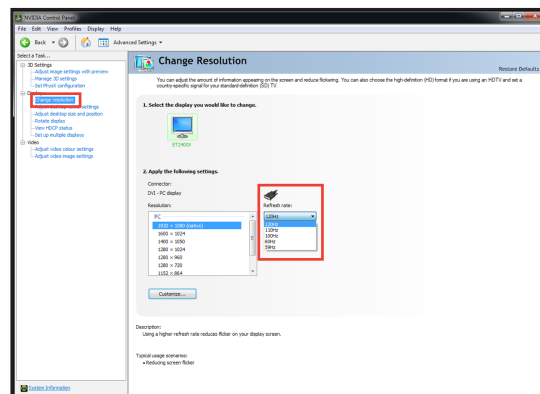 NVIDIA Control Panel
File Edit View Profiles Display Help
Back Advanced Settings
Select a Task...
3D Settings
Adjust image settings with preview
Manage 3D settings
Set PhysX configuration
Change resolution
settings
Adjust desktop size and position
Rotate display
View HDCP status
Set up multiple displays
Video
Adjust video colour settings
Adjust video image settings
System Information
Change Resolution
Restore Defaults
You can adjust the amount of information appearing on the screen and reduce flickering. You can also choose the high-definition (HD) format if you are using an HDTV and set a
country-specific signal for your standard-definition (SD) TV.
1. Select the display you would like to change.
2. Apply the following settings.
Connector:
DVI - PC display
Resolution:
PC
1920 × 1080 (native)
1600 × 1024
1400 × 1050
1280 × 1024
1280 × 960
1280 × 720
1152 × 864
Refresh rate:
120Hz
120Hz
110Hz
100Hz
60Hz
59Hz
Customize...
Description:
Using a higher refresh rate reduces flicker on your display screen.
Typical usage scenarios:
• Reducing screen flicker